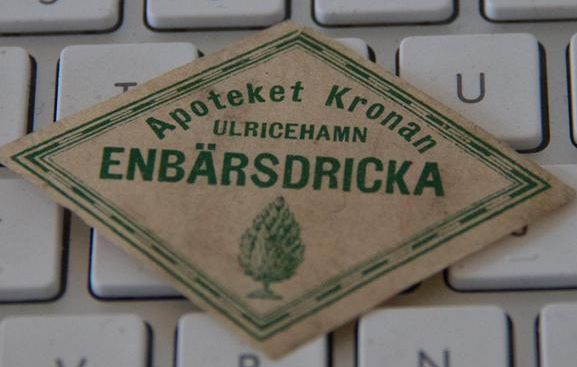 Apoteket Kronan
ULRICEHAMN
ENBÄRSDRICKA
U
N